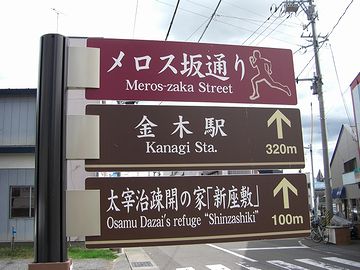 メロス坂通り
Meros-zaka Street
金木駅
Kanagi Sta.
320m
太宰治疎開の家「新座敷」
Osamu Dazai's refuge "Shinzashiki"
100m